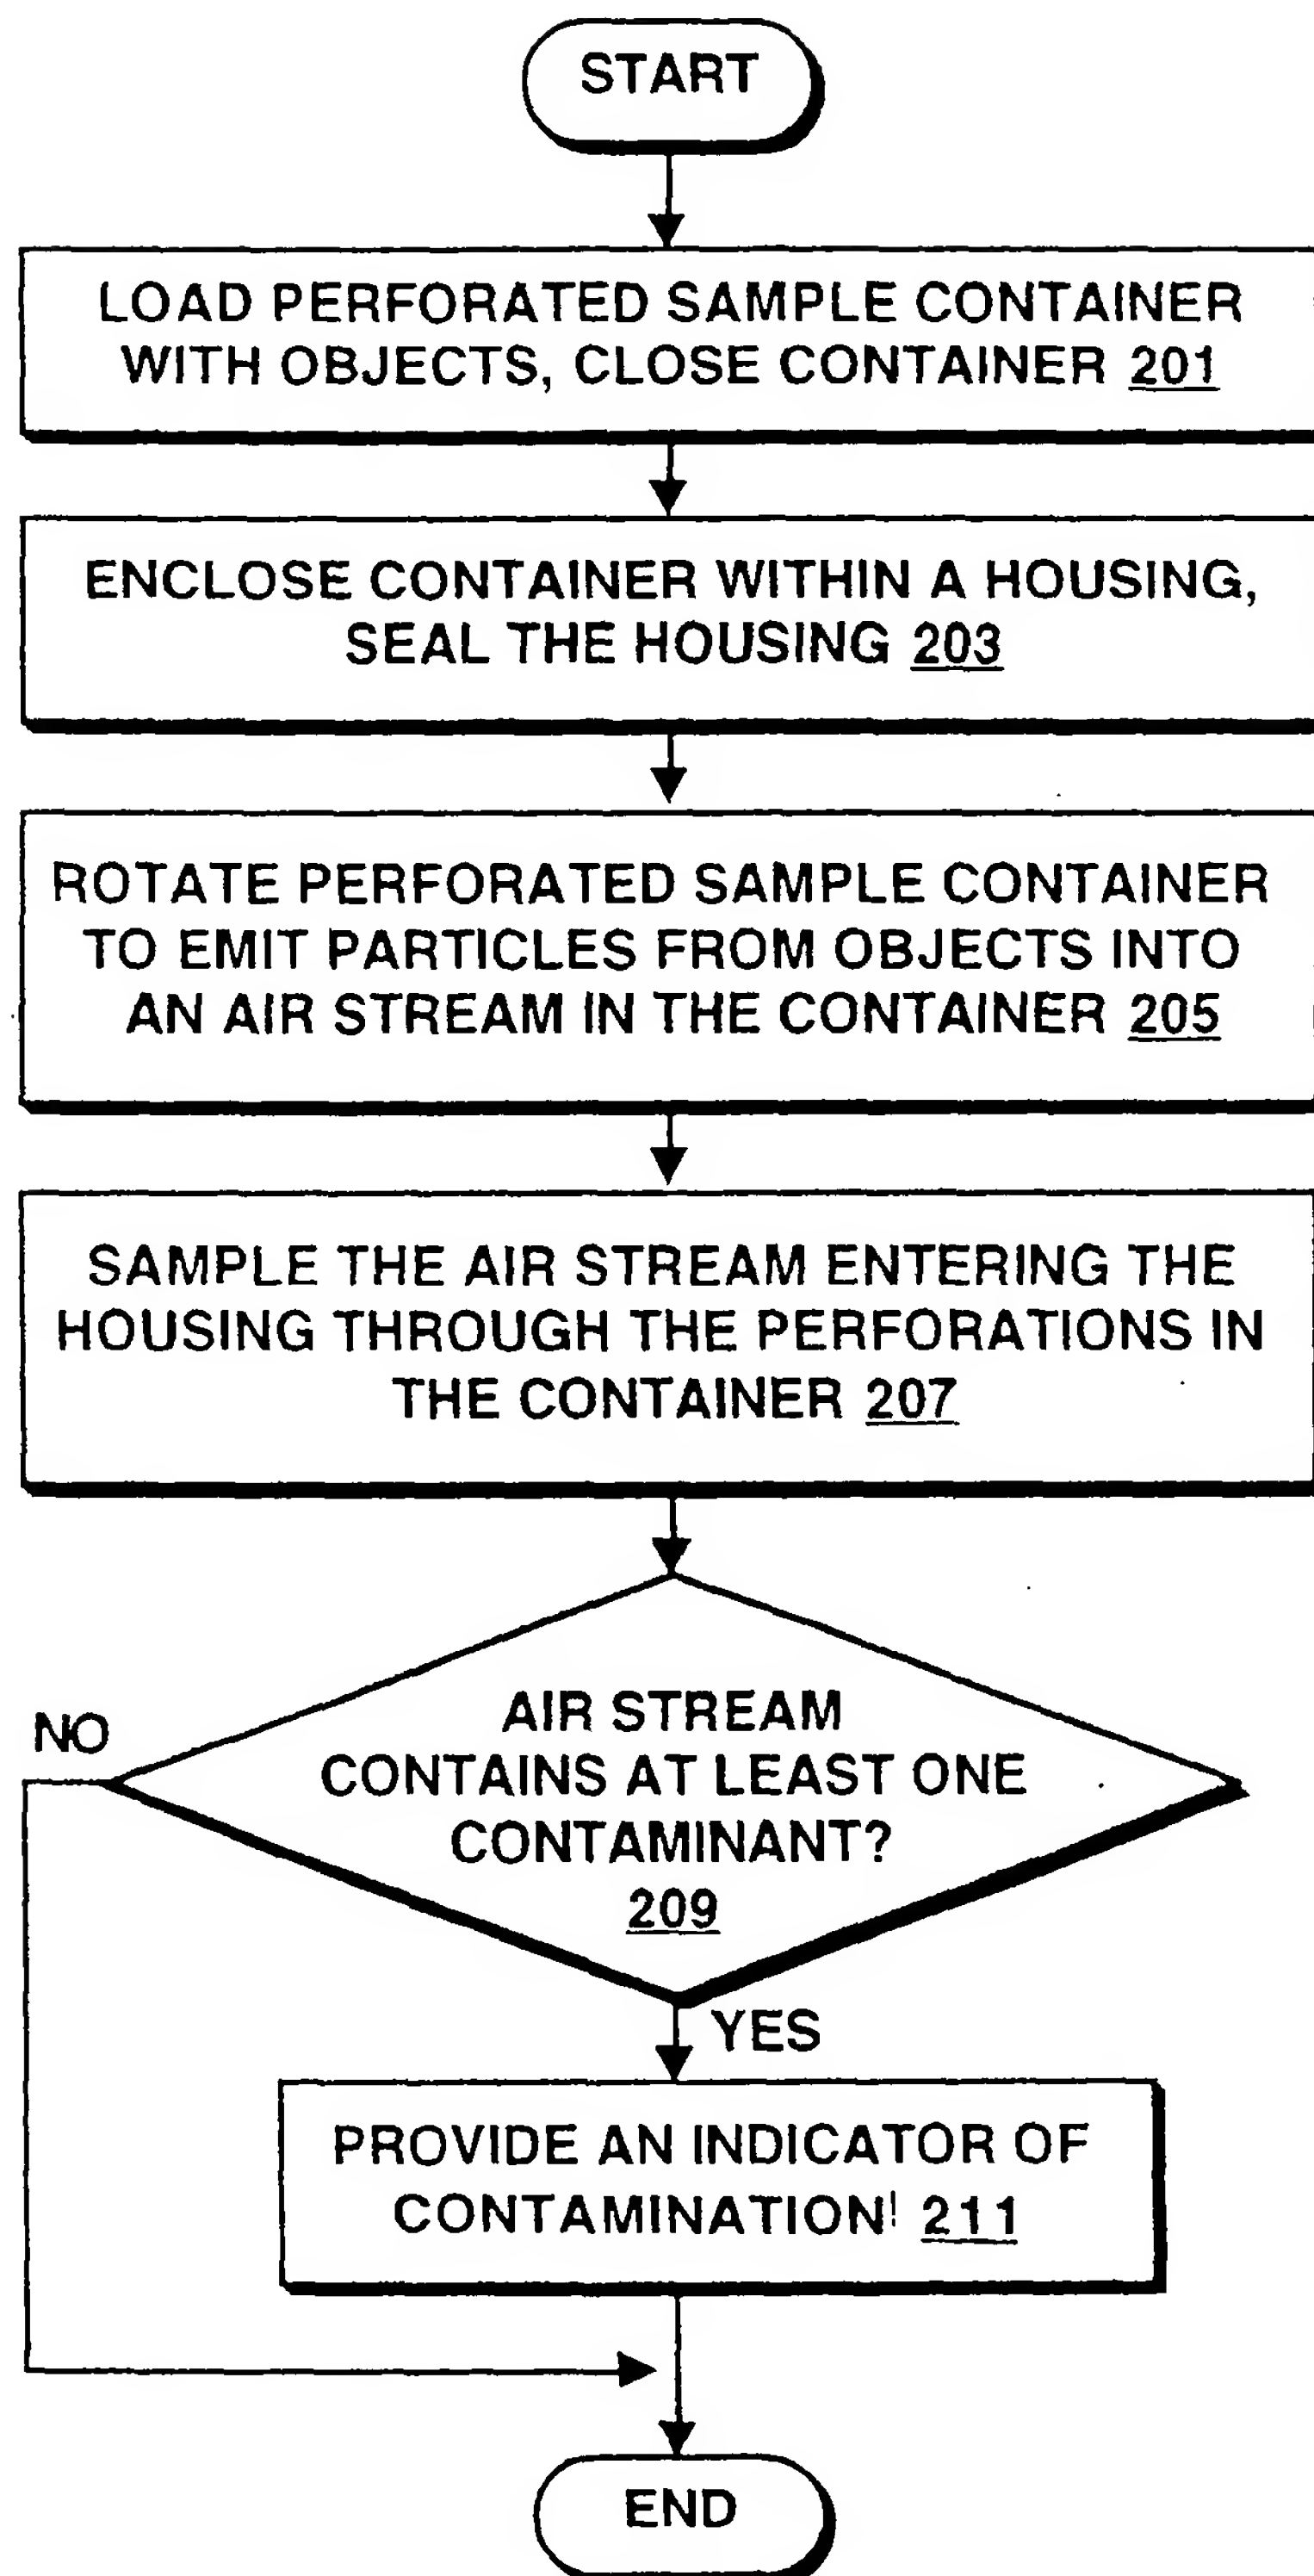 START
LOAD PERFORATED SAMPLE CONTAINER
WITH OBJECTS, CLOSE CONTAINER 201
ENCLOSE CONTAINER WITHIN A HOUSING,
SEAL THE HOUSING 203
ROTATE PERFORATED SAMPLE CONTAINER
TO EMIT PARTICLES FROM OBJECTS INTO
AN AIR STREAM IN THE CONTAINER 205
SAMPLE THE AIR STREAM ENTERING THE
HOUSING THROUGH THE PERFORATIONS IN
THE CONTAINER 207
AIR STREAM
CONTAINS AT LEAST ONE
CONTAMINANT?
209
NO
YES
PROVIDE AN INDICATOR OF
CONTAMINATION 211
END